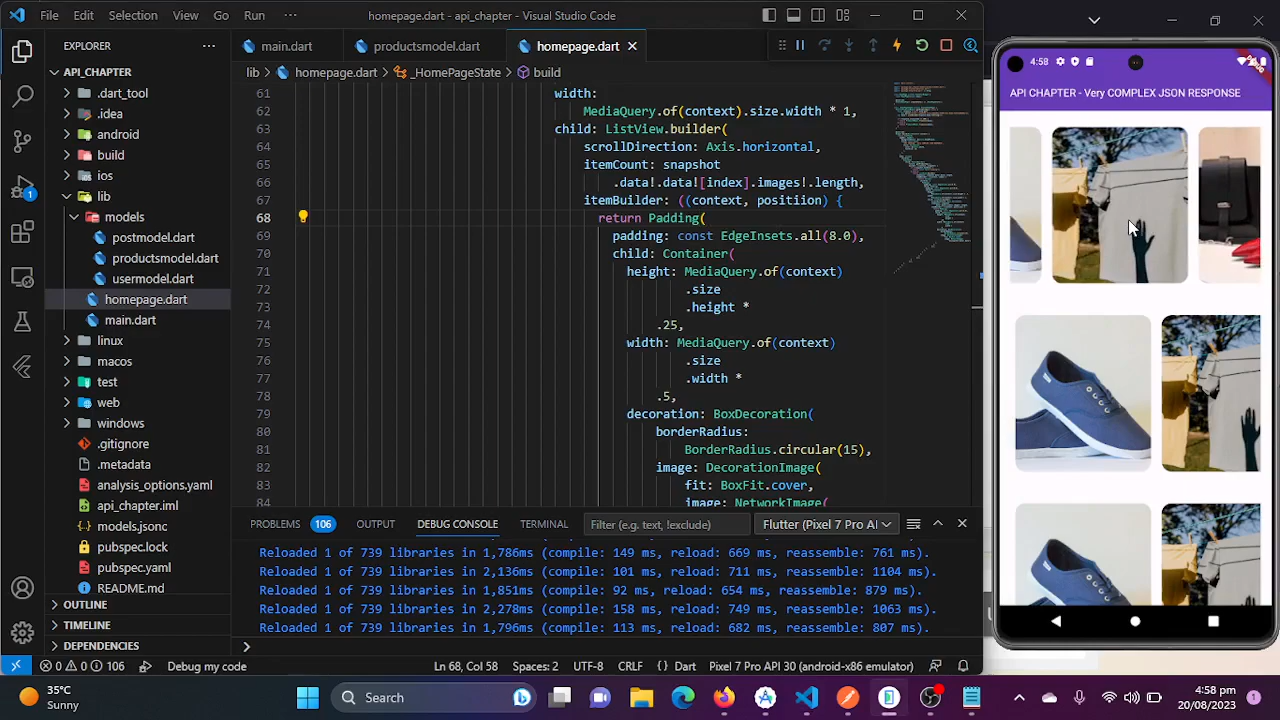 File Edit Selection View Go Run ··· homepage.dart - api_chapter - Visual Studio Code
EXPLORER ···
API_CHAPTER
.dart_tool
.idea
android
build
ios
lib
models
postmodel.dart
productsmodel.dart
usermodel.dart
homepage.dart
main.dart
linux
macos
test
web
windows
.gitignore
.metadata
analysis_options.yaml
api_chapter.iml
models.jsonc
pubspec.lock
pubspec.yaml
README.md
OUTLINE
TIMELINE
DEPENDENCIES
1
main.dart productsmodel.dart homepage.dart
lib > homepage.dart > _HomePageState > build
61 width:
62 MediaQuery.of(context).size.width * 1,
63 child: ListView.builder(
64 scrollDirection: Axis.horizontal,
65 itemCount: snapshot
66 .data!.data![index].images!.length,
67 itemBuilder: ((context, positiion) {
68 return Padding(
69 padding: const EdgeInsets.all(8.0),
70 child: Container(
71 height: MediaQuery.of(context)
72 .size
73 .height *
74 .25,
75 width: MediaQuery.of(context)
76 .size
77 .width *
78 .5,
79 decoration: BoxDecoration(
80 borderRadius:
81 BorderRadius.circular(15),
82 image: DecorationImage(
83 fit: BoxFit.cover,
84 image: NetworkImage(
PROBLEMS 106 OUTPUT DEBUG CONSOLE TERMINAL Filter (e.g. text, !exclude) Flutter (Pixel 7 Pro AI
Reloaded 1 of 739 libraries in 1,786ms (compile: 149 ms, reload: 669 ms, reassemble: 761 ms).
Reloaded 1 of 739 libraries in 2,136ms (compile: 101 ms, reload: 711 ms, reassemble: 1104 ms).
Reloaded 1 of 739 libraries in 1,851ms (compile: 92 ms, reload: 654 ms, reassemble: 879 ms).
Reloaded 1 of 739 libraries in 2,278ms (compile: 158 ms, reload: 749 ms, reassemble: 1063 ms).
Reloaded 1 of 739 libraries in 1,796ms (compile: 113 ms, reload: 682 ms, reassemble: 807 ms).
>
0 0 106 Debug my code Ln 68, Col 58 Spaces: 2 UTF-8 CRLF {} Dart Pixel 7 Pro API 30 (android-x86 emulator)
4:58
API CHAPTER - Very COMPLEX JSON RESPONSE
35°C
Sunny
Search
4:58 pm
20/08/2023
1